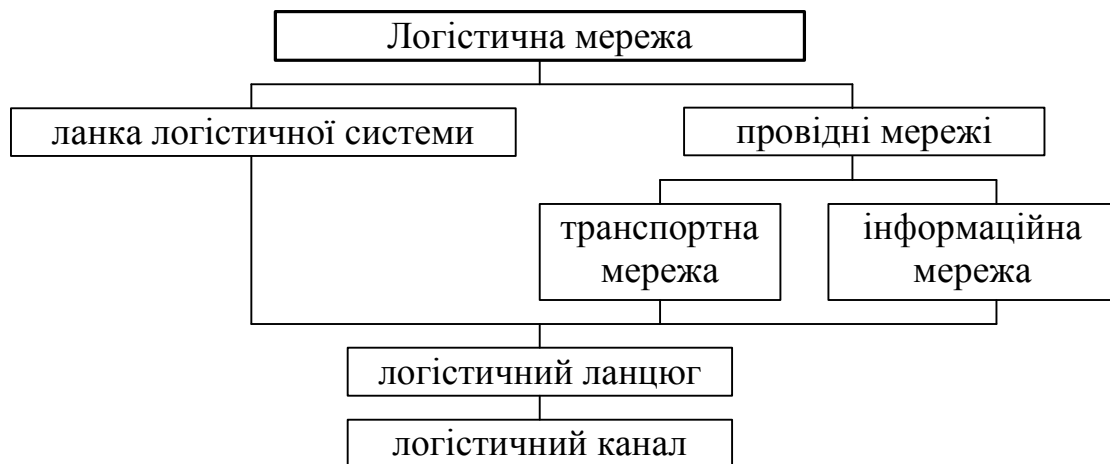 Логістична мережа
ланка логістичної системи
провідні мережі
транспортна
мережа
інформаційна
мережа
логістичний ланцюг
логістичний канал